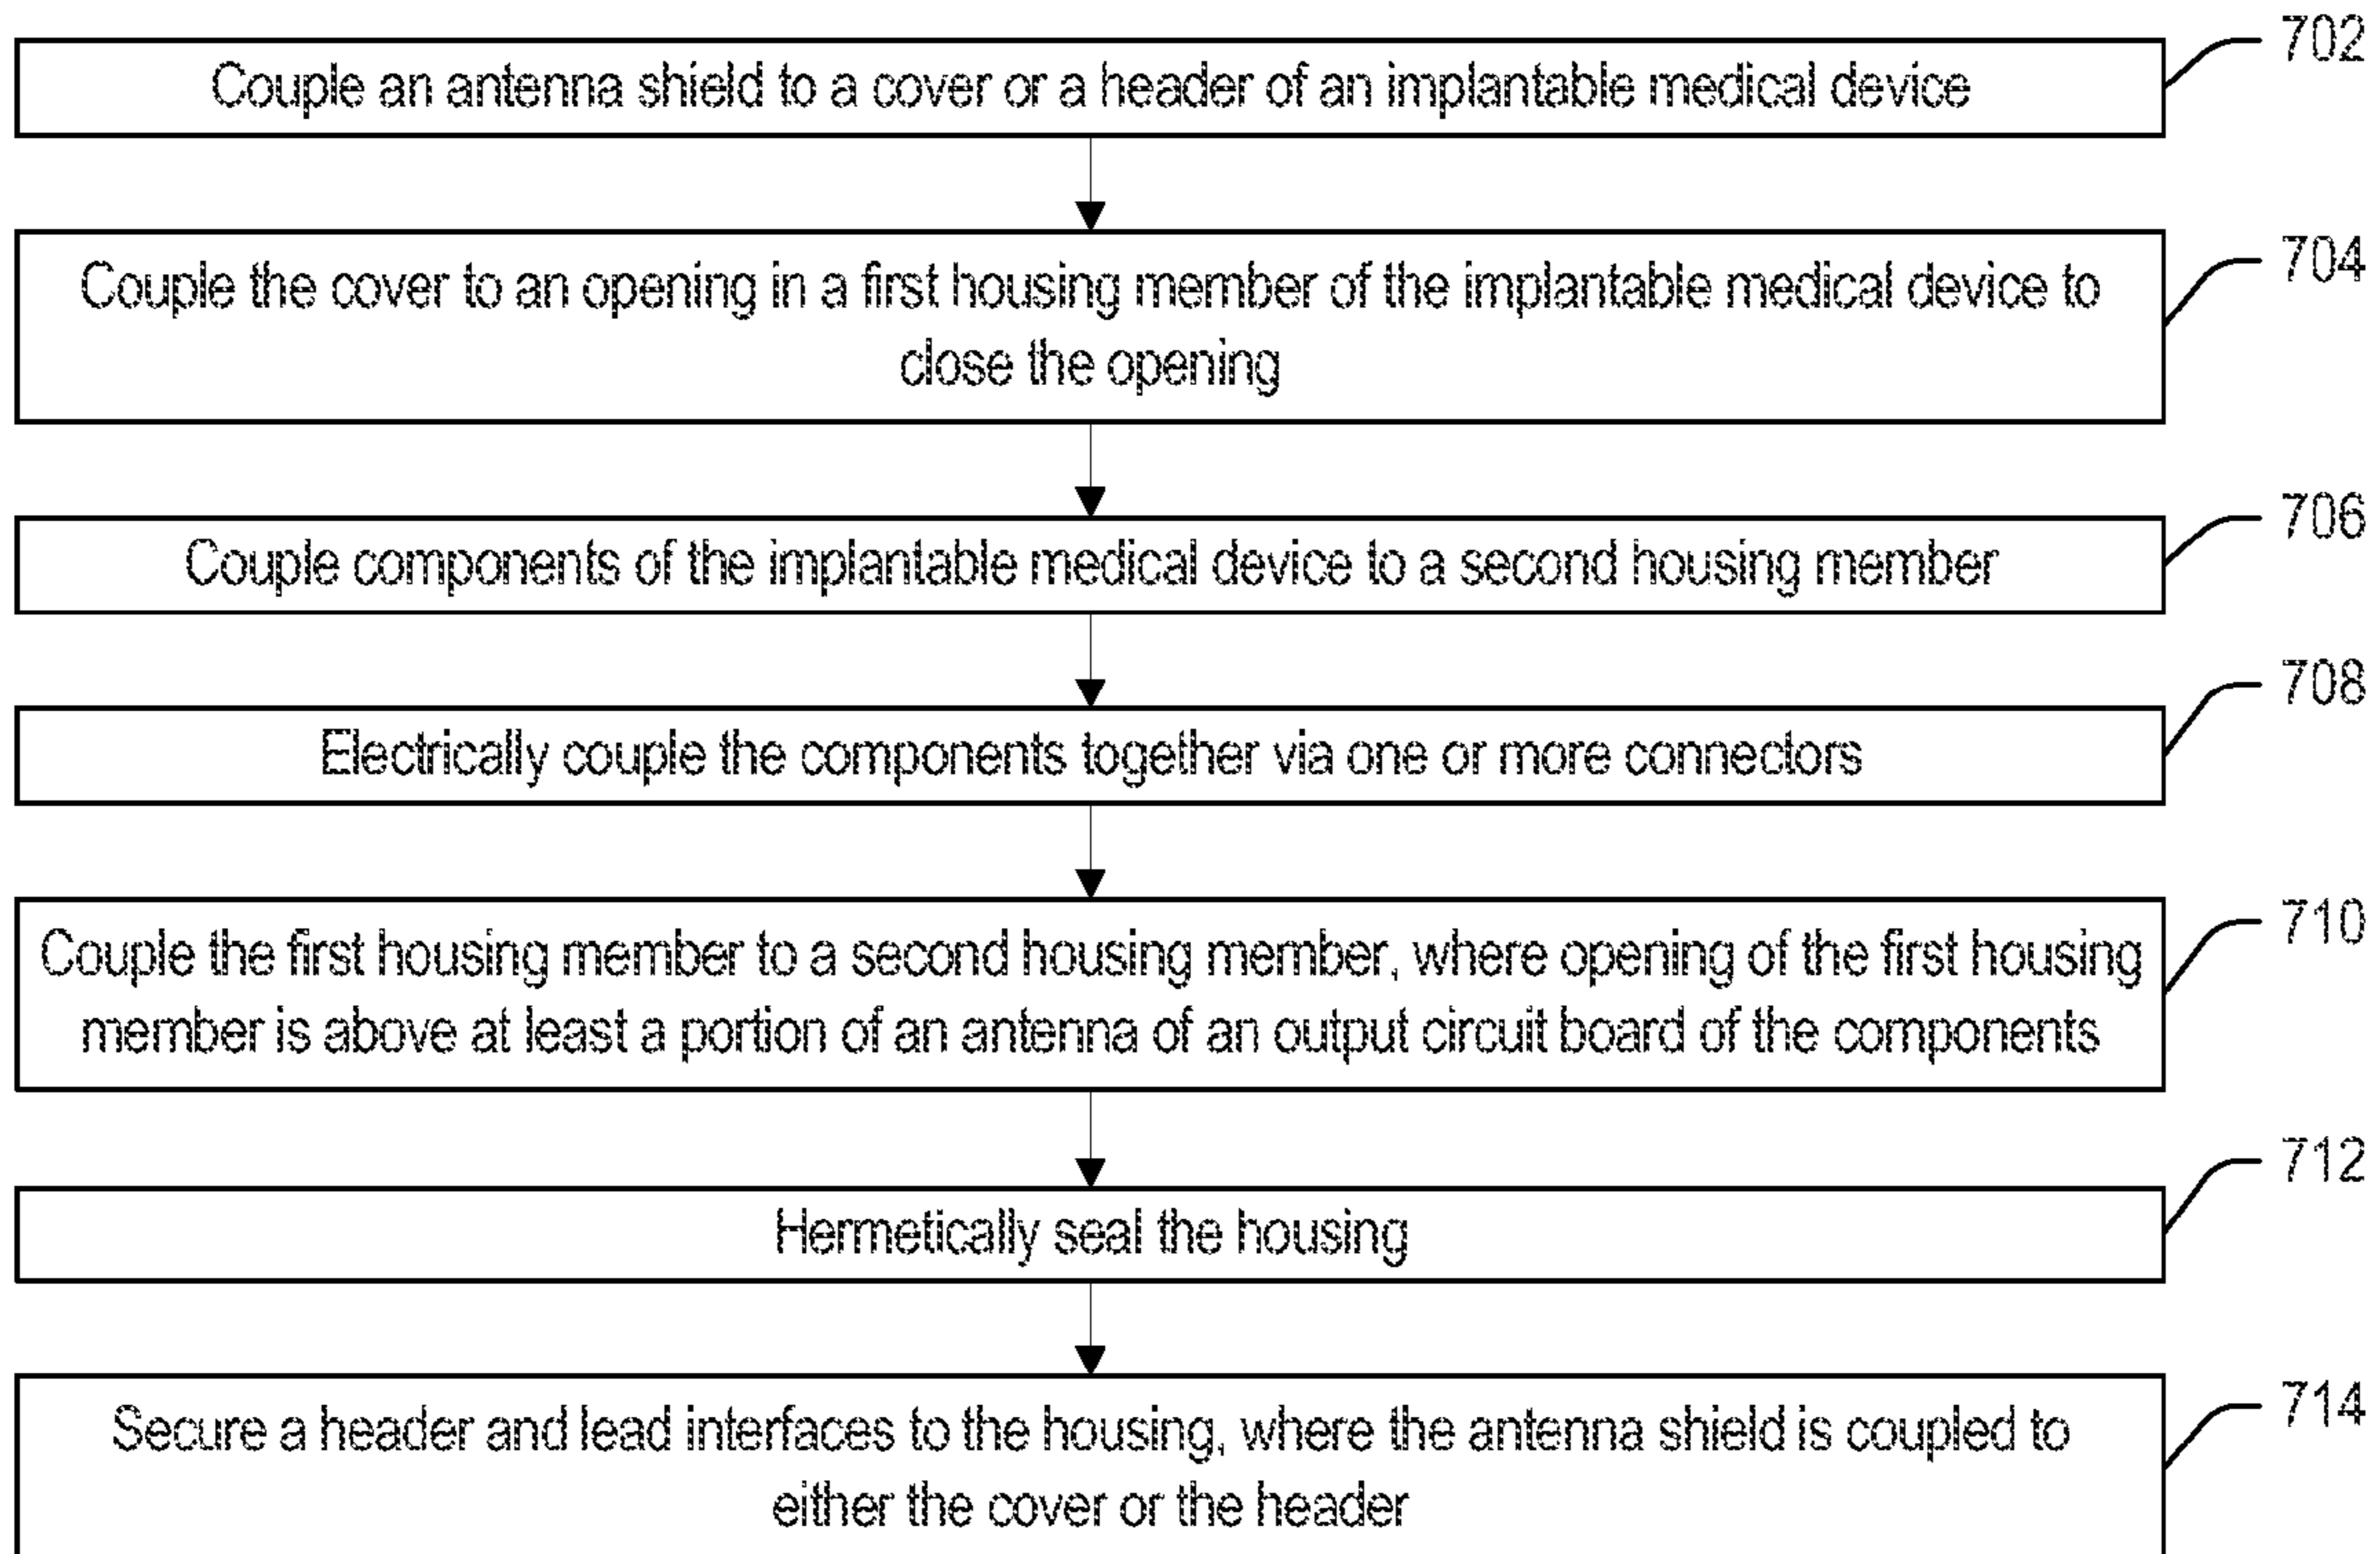 702
Couple an antenna shield to a cover or a header of an implantable medical device
704
Couple the cover to an opening in a first housing member of the implantable medical device to
close the opening
706
Couple components of the implantable medical device to a second housing member
708
Electrically couple the components together via one or more connectors
710
Couple the first housing member to a second housing member, where opening of the first housing
member is above at least a portion of an antenna of an output circuit board of the components
712
Hermetically seal the housing
714
Secure a header and lead interfaces to the housing, where the antenna shield is coupled to
either the cover or the header